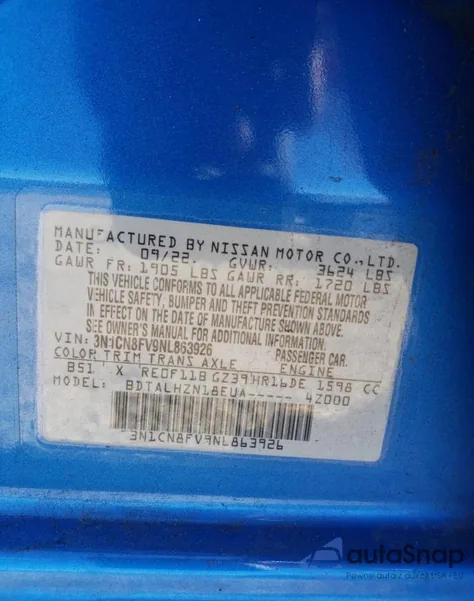 MANUFACTURED BY NISSAN MOTOR CO.,LTD.
DATE: 09/22 GVWR: 3624 LBS
GAWR FR: 1905 LBS GAWR RR: 1720 LBS
THIS VEHICLE CONFORMS TO ALL APPLICABLE FEDERAL MOTOR
VEHICLE SAFETY, BUMPER AND THEFT PREVENTION STANDARDS
IN EFFECT ON THE DATE OF MANUFACTURE SHOWN ABOVE.
SEE OWNER'S MANUAL FOR ADDITIONAL INFORMATION.
VIN: 3N1CN8FV9NL863926 PASSENGER CAR.
COLOR TRIM TRANS AXLE ENGINE
B51 X RE0F11B GZ39 HR16DE 1598 CC
MODEL: BDTALHZN18EUA----- 4Z000
3N1CN8FV9NL863926
autoSnap